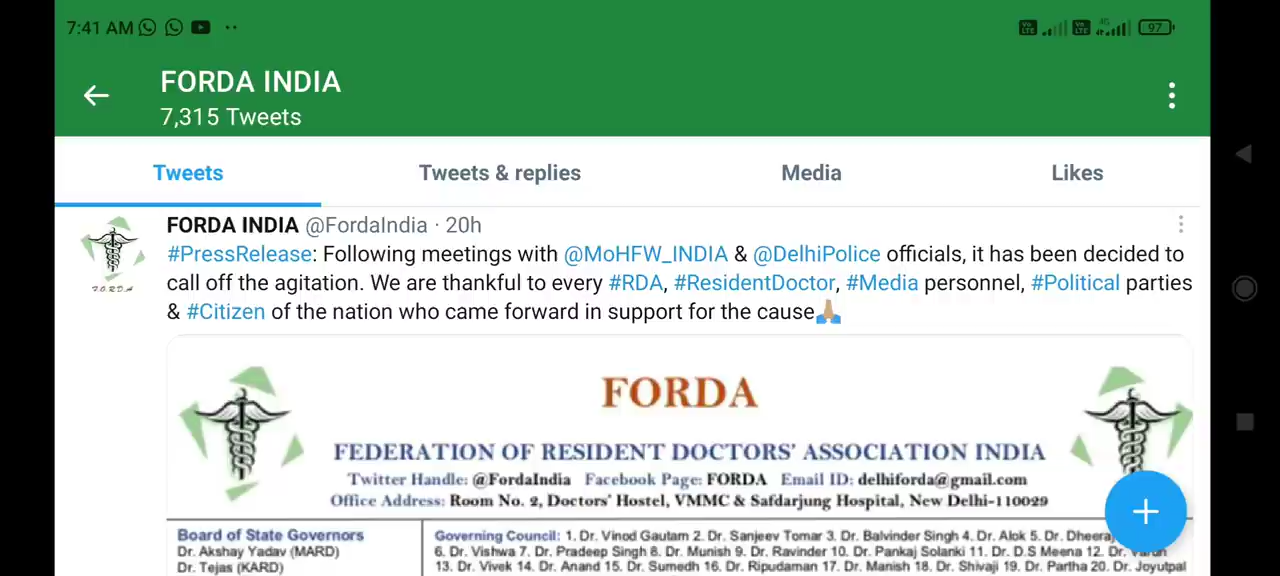 7:41 AM
4G
97
FORDA INDIA
7,315 Tweets
Tweets
Tweets & replies
Media
Likes
FORDA INDIA @FordaIndia · 20h
#PressRelease: Following meetings with @MoHFW_INDIA & @DelhiPolice officials, it has been decided to
call off the agitation. We are thankful to every #RDA, #ResidentDoctor, #Media personnel, #Political parties
& #Citizen of the nation who came forward in support for the cause🙏🏽
F.O.R.D.A
FORDA
FEDERATION OF RESIDENT DOCTORS' ASSOCIATION INDIA
Twitter Handle: @FordaIndia Facebook Page: FORDA Email ID: delhiforda@gmail.com
Office Address: Room No. 2, Doctors' Hostel, VMMC & Safdarjung Hospital, New Delhi-110029
Board of State Governors
Dr. Akshay Yadav (MARD)
Dr. Tejas (KARD)
Governing Council: 1. Dr. Vinod Gautam 2. Dr. Sanjeev Tomar 3. Dr. Balvinder Singh 4. Dr. Alok 5. Dr. Dheeraj
6. Dr. Vishwa 7. Dr. Pradeep Singh 8. Dr. Munish 9. Dr. Ravinder 10. Dr. Pankaj Solanki 11. Dr. D.S Meena 12. Dr.
13. Dr. Vivek 14. Dr. Anand 15. Dr. Sumedh 16. Dr. Ripudaman 17. Dr. Manish 18. Dr. Shivaji 19. Dr. Partha 20. Dr. Joyutpal